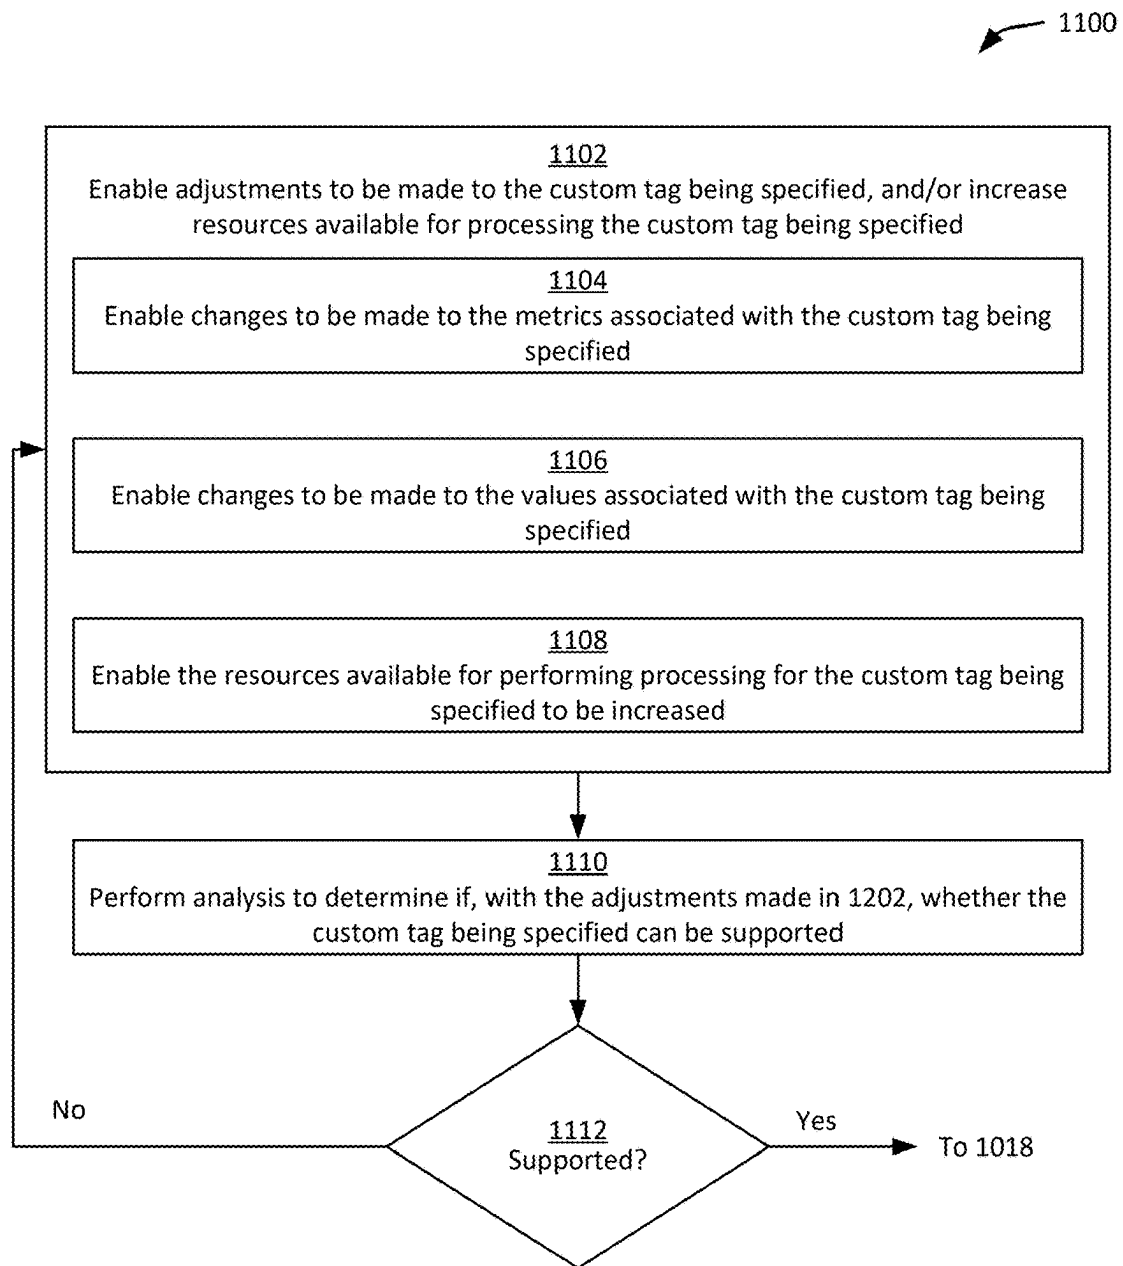 1100
1102
Enable adjustments to be made to the custom tag being specified, and/or increase
resources available for processing the custom tag being specified
1104
Enable changes to be made to the metrics associated with the custom tag being
specified
1106
Enable changes to be made to the values associated with the custom tag being
specified
1108
Enable the resources available for performing processing for the custom tag being
specified to be increased
1110
Perform analysis to determine if, with the adjustments made in 1202, whether the
custom tag being specified can be supported
No
1112
Supported?
Yes
To 1018